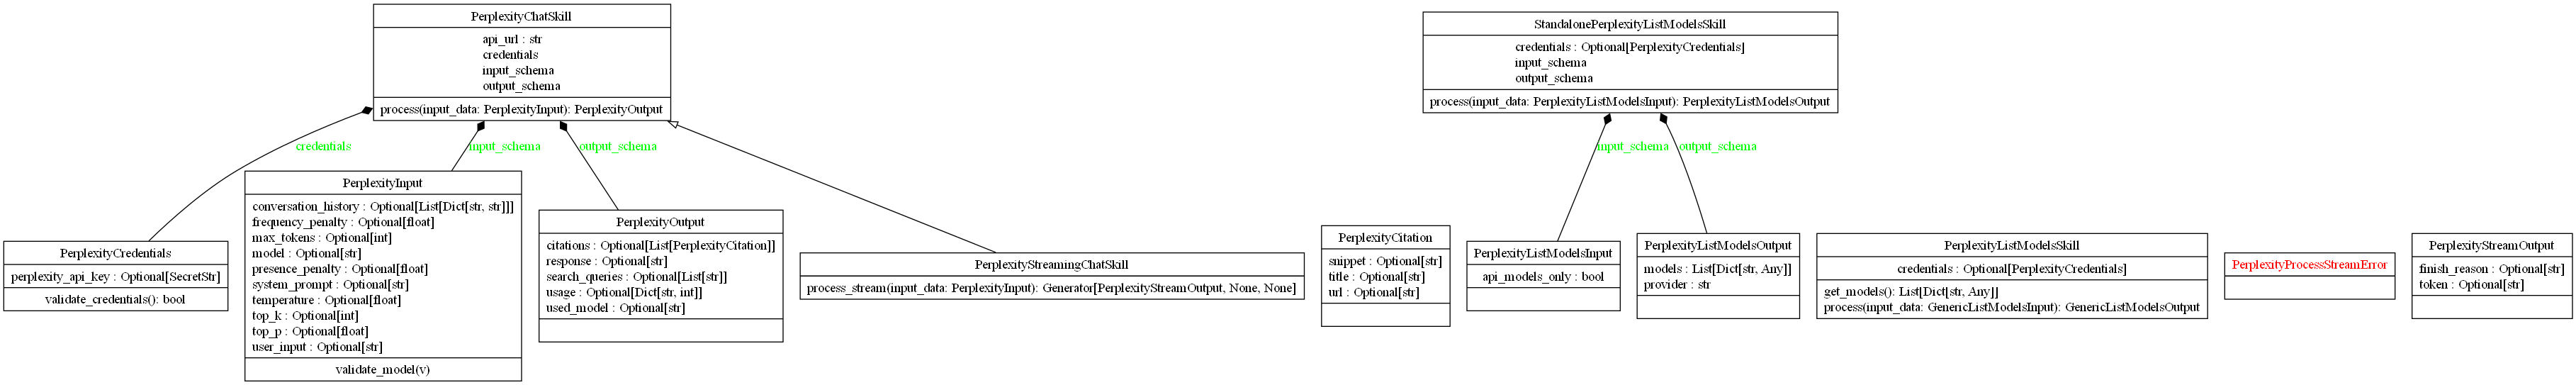 PerplexityChatSkill
api_url : str
credentials
input_schema
output_schema
process(input_data: PerplexityInput): PerplexityOutput
StandalonePerplexityListModelsSkill
credentials : Optional[PerplexityCredentials]
input_schema
output_schema
process(input_data: PerplexityListModelsInput): PerplexityListModelsOutput
credentials
input_schema
output_schema
input_schema
output_schema
PerplexityCredentials
perplexity_api_key : Optional[SecretStr]
validate_credentials(): bool
PerplexityInput
conversation_history : Optional[List[Dict[str, str]]]
frequency_penalty : Optional[float]
max_tokens : Optional[int]
model : Optional[str]
presence_penalty : Optional[float]
system_prompt : Optional[str]
temperature : Optional[float]
top_k : Optional[int]
top_p : Optional[float]
user_input : Optional[str]
validate_model(v)
PerplexityOutput
citations : Optional[List[PerplexityCitation]]
response : Optional[str]
search_queries : Optional[List[str]]
usage : Optional[Dict[str, int]]
used_model : Optional[str]
PerplexityStreamingChatSkill
process_stream(input_data: PerplexityInput): Generator[PerplexityStreamOutput, None, None]
PerplexityCitation
snippet : Optional[str]
title : Optional[str]
url : Optional[str]
PerplexityListModelsInput
api_models_only : bool
PerplexityListModelsOutput
models : List[Dict[str, Any]]
provider : str
PerplexityListModelsSkill
credentials : Optional[PerplexityCredentials]
get_models(): List[Dict[str, Any]]
process(input_data: GenericListModelsInput): GenericListModelsOutput
PerplexityProcessStreamError
PerplexityStreamOutput
finish_reason : Optional[str]
token : Optional[str]